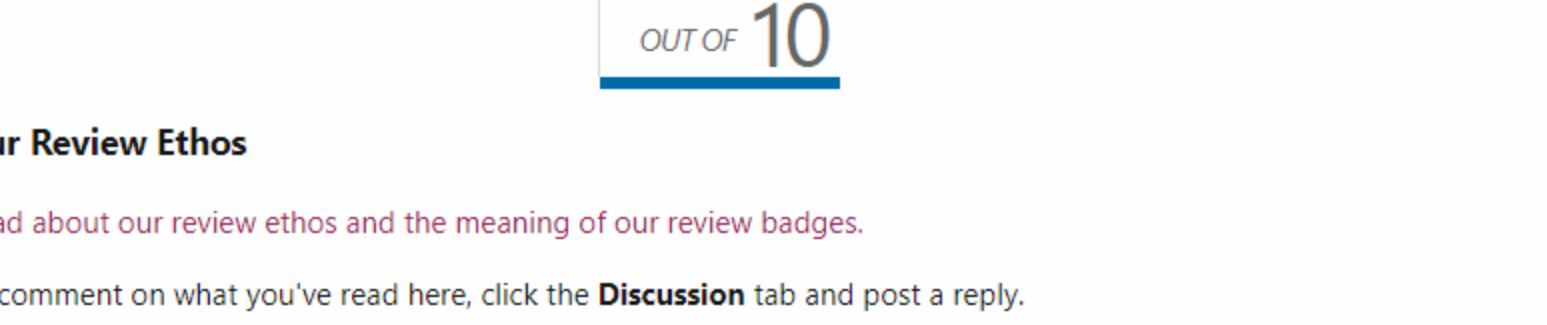 OUT OF 10
ur Review Ethos
ad about our review ethos and the meaning of our review badges.
comment on what you've read here, click the Discussion tab and post a reply.